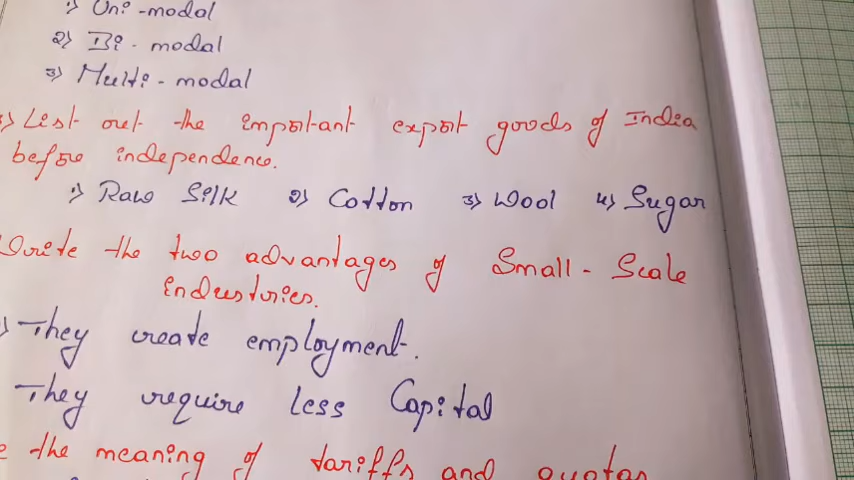 1) Uni-modal
2) Bi-modal
3) Multi-modal
List out the important export goods of India
before independence.
1) Raw Silk 2) Cotton 3) Wool 4) Sugar
Write the two advantages of Small-Scale
industries.
They create employment.
They require less Capital
the meaning of tariffs and quotas